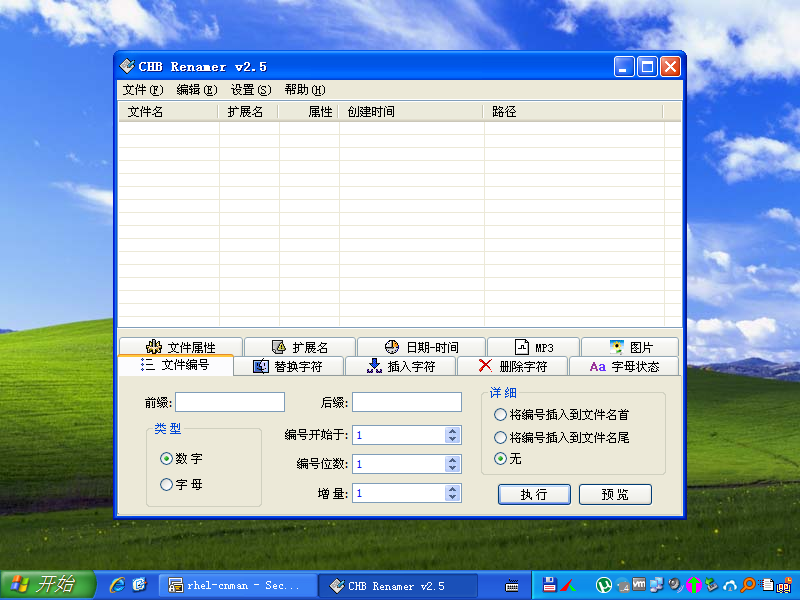 CHB Renamer v2.5
文件(F) 编辑(E) 设置(S) 帮助(H)
文件名 扩展名 属性 创建时间 路径
文件属性 扩展名 日期-时间 MP3 图片
文件编号 替换字符 插入字符 删除字符 Aa 字母状态
前缀: 后缀:
类型
数字
字母
编号开始于: 1
编号位数: 1
增量: 1
详细
将编号插入到文件名首
将编号插入到文件名尾
无
执行 预览
开始 rhel-cnman - Sec... CHB Renamer v2.5